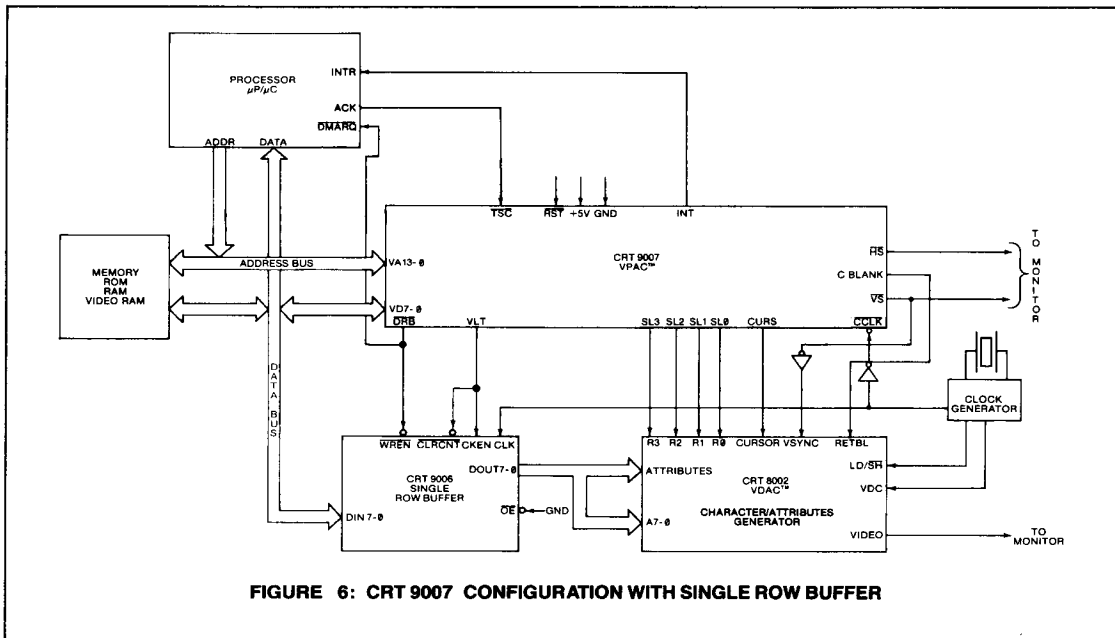 PROCESSOR
µP/µC
INTR
ACK
DMARQ
ADDR DATA
TSC RST +5V GND INT
MEMORY
ROM
RAM
VIDEO RAM
ADDRESS BUS
VA13-0
VD7-0
CRT 9007
VPAC™
HS
C BLANK
VS
TO MONITOR
DRB VLT SL3 SL2 SL1 SL0 CURS CCLK
DATA BUS
CLOCK
GENERATOR
WREN CLRCNT CKEN CLK
DOUT7-0
CRT 9006
SINGLE
ROW BUFFER
OE
GND
DIN 7-0
R3 R2 R1 R0 CURSOR VSYNC RETBL
ATTRIBUTES
LD/SH
CRT 8002
VDAC™
VDC
CHARACTER/ATTRIBUTES
GENERATOR
A7-0
VIDEO
TO
MONITOR
FIGURE 6: CRT 9007 CONFIGURATION WITH SINGLE ROW BUFFER